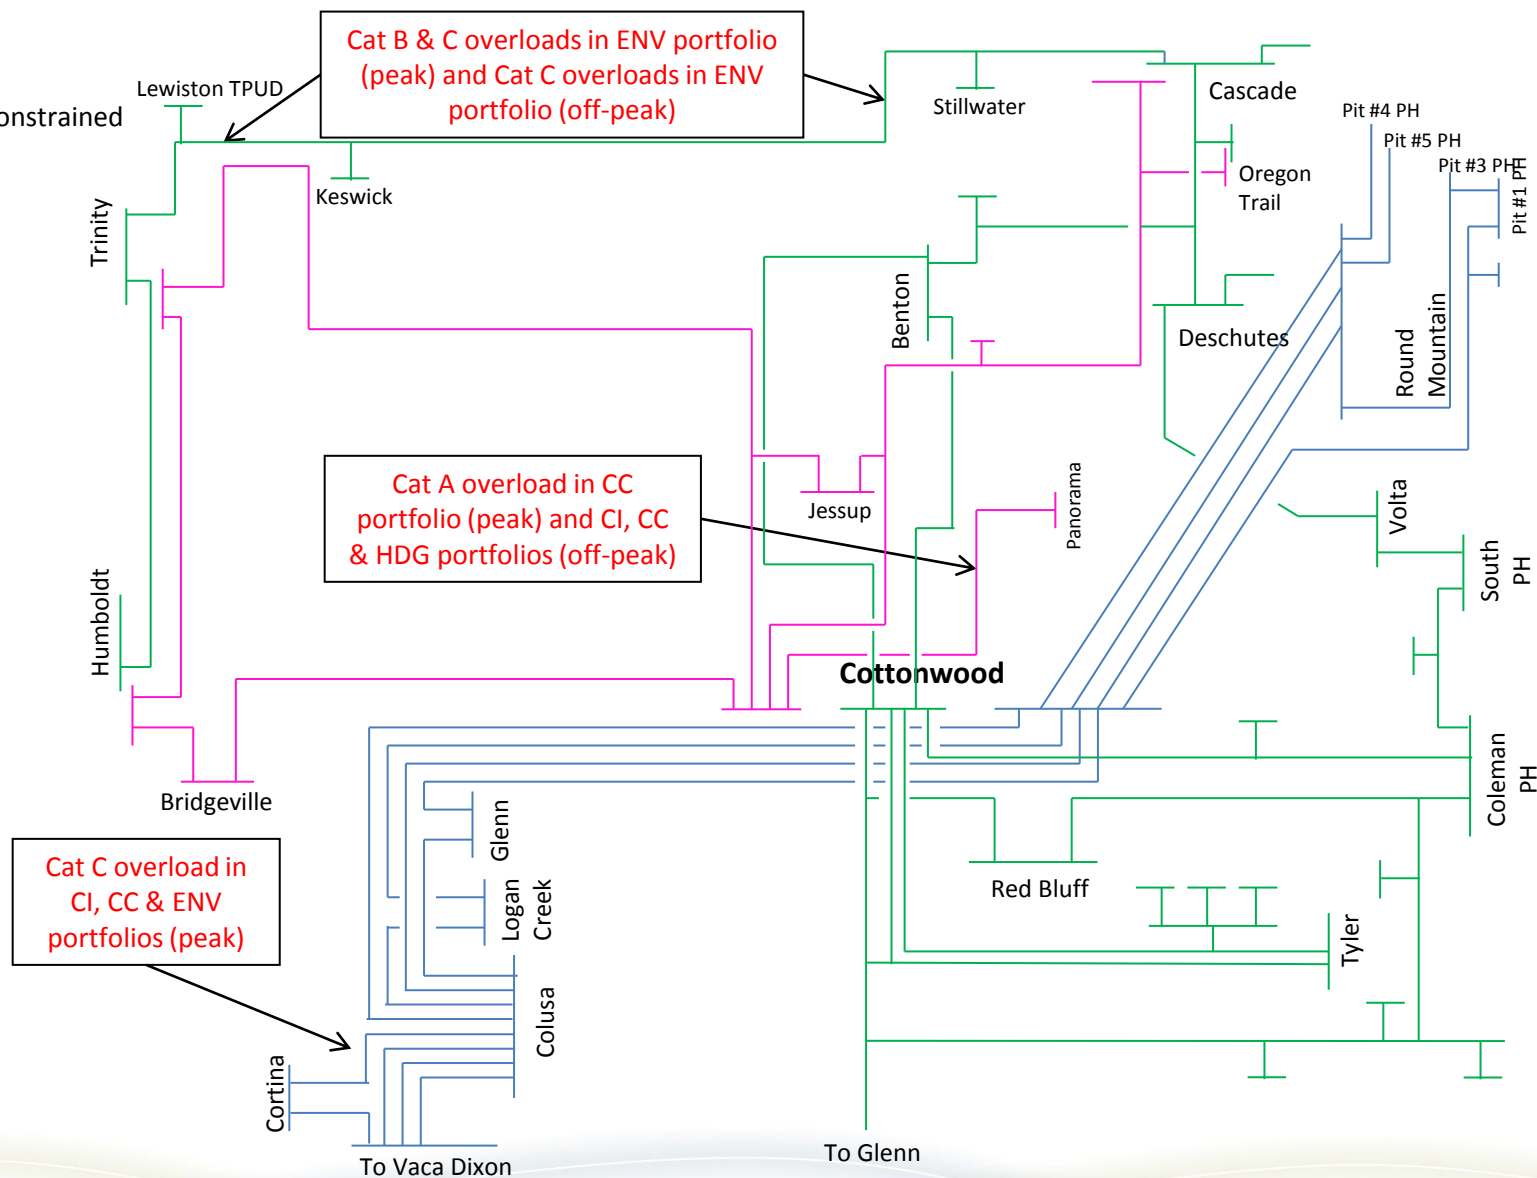 Cat B & C overloads in ENV portfolio
(peak) and Cat C overloads in ENV
portfolio (off-peak)
Lewiston TPUD
onstrained
Stillwater
Cascade
Pit #4 PH
Pit #5 PH
Pit #3 PH
Pit #1 PH
Keswick
Oregon
Trail
Trinity
Benton
Deschutes
Round
Mountain
Cat A overload in CC
portfolio (peak) and CI, CC
& HDG portfolios (off-peak)
Jessup
Panorama
Volta
South
PH
Humboldt
Cottonwood
Bridgeville
Coleman
PH
Glenn
Cat C overload in
CI, CC & ENV
portfolios (peak)
Logan
Creek
Red Bluff
Tyler
Colusa
Cortina
To Vaca Dixon
To Glenn